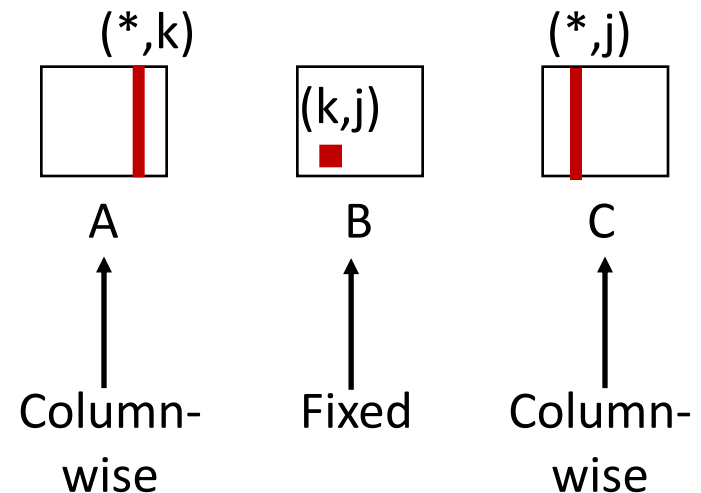 (*,k)
(*,j)
(k,j)
A
B
C
Column-
wise
Fixed
Column-
wise